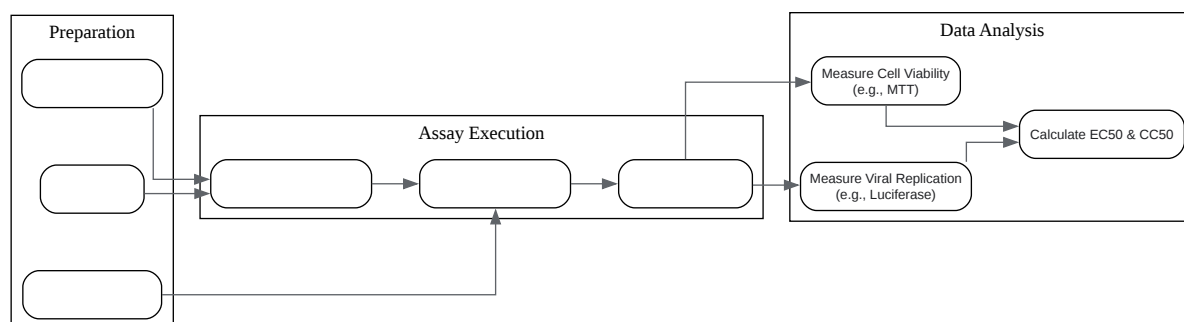 Preparation
Assay Execution
Data Analysis
Measure Cell Viability
(e.g., MTT)
Calculate EC50 & CC50
Measure Viral Replication
(e.g., Luciferase)